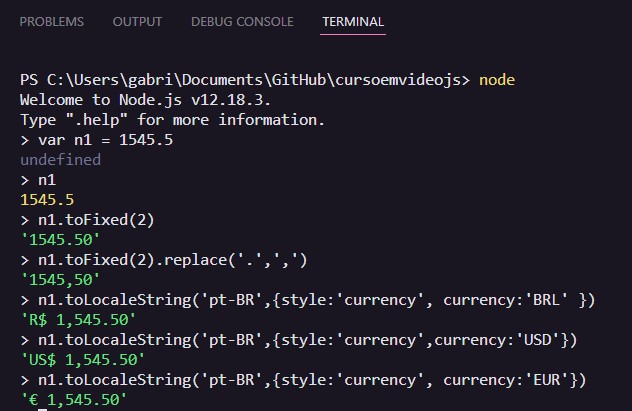 PROBLEMS OUTPUT DEBUG CONSOLE TERMINAL
PS C:\Users\gabri\Documents\GitHub\cursoemvideojs> node
Welcome to Node.js v12.18.3.
Type ".help" for more information.
> var n1 = 1545.5
undefined
> n1
1545.5
> n1.toFixed(2)
'1545.50'
> n1.toFixed(2).replace('.',',')
'1545,50'
> n1.toLocaleString('pt-BR',{style:'currency', currency:'BRL' })
'R$ 1,545.50'
> n1.toLocaleString('pt-BR',{style:'currency',currency:'USD'})
'US$ 1,545.50'
> n1.toLocaleString('pt-BR',{style:'currency', currency:'EUR'})
'€ 1,545.50'